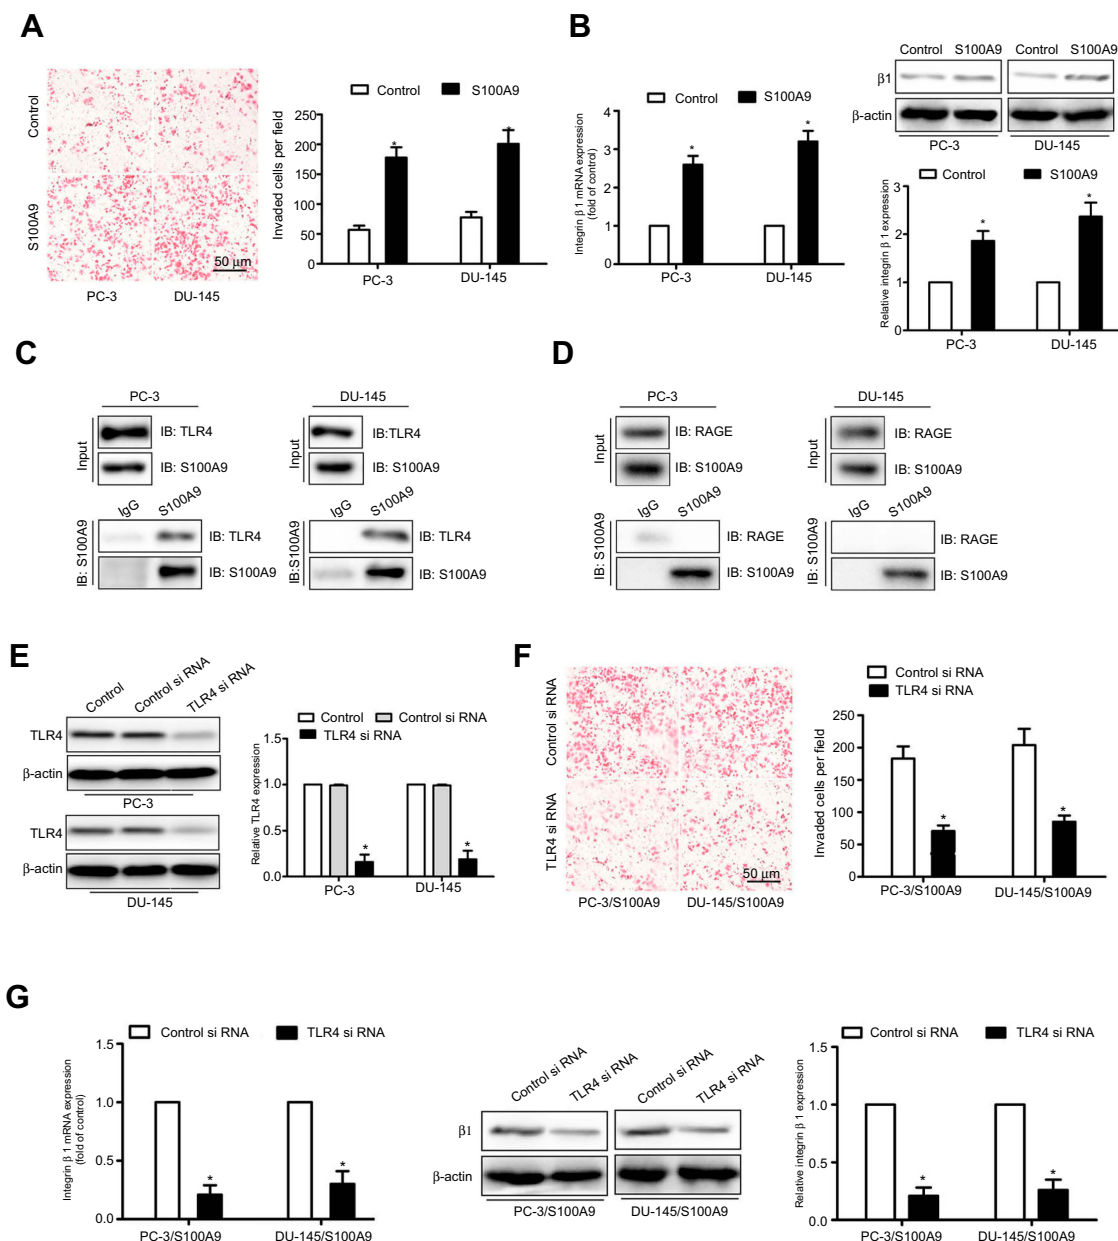 A
Control
S100A9
50 μm
PC-3
DU-145
Control
S100A9
Invaded cells per field
250
200
150
100
50
0
*
*
PC-3
DU-145
B
Control
S100A9
Integrin β 1 mRNA expression
(fold of control)
4
3
2
1
0
*
*
PC-3
DU-145
Control S100A9
Control S100A9
β1
β-actin
PC-3
DU-145
Control
S100A9
Relative integrin β 1 expression
3
2
1
0
*
*
PC-3
DU-145
C
PC-3
Input
IB: TLR4
IB: S100A9
IgG
S100A9
IB: S100A9
IB: TLR4
IB: S100A9
DU-145
Input
IB:TLR4
IB: S100A9
IgG
S100A9
IB:S100A9
IB: TLR4
IB: S100A9
D
PC-3
Input
IB: RAGE
IB: S100A9
IgG
S100A9
IB: S100A9
IB: RAGE
IB: S100A9
DU-145
Input
IB: RAGE
IB: S100A9
IgG
S100A9
IB: S100A9
IB: RAGE
IB: S100A9
E
Control
Control si RNA
TLR4 si RNA
TLR4
β-actin
PC-3
TLR4
β-actin
DU-145
Control
Control si RNA
TLR4 si RNA
Relative TLR4 expression
1.5
1.0
0.5
0.0
*
*
PC-3
DU-145
F
Control si RNA
TLR4 si RNA
50 μm
PC-3/S100A9
DU-145/S100A9
Control si RNA
TLR4 si RNA
Invaded cells per field
250
200
150
100
50
0
*
*
PC-3/S100A9
DU-145/S100A9
G
Control si RNA
TLR4 si RNA
Integrin β 1 mRNA expression
(fold of control)
1.5
1.0
0.5
0.0
*
*
PC-3/S100A9
DU-145/S100A9
Control si RNA
TLR4 si RNA
Control si RNA
TLR4 si RNA
β1
β-actin
PC-3/S100A9
DU-145/S100A9
Control si RNA
TLR4 si RNA
Relative integrin β 1 expression
1.5
1.0
0.5
0.0
*
*
PC-3/S100A9
DU-145/S100A9